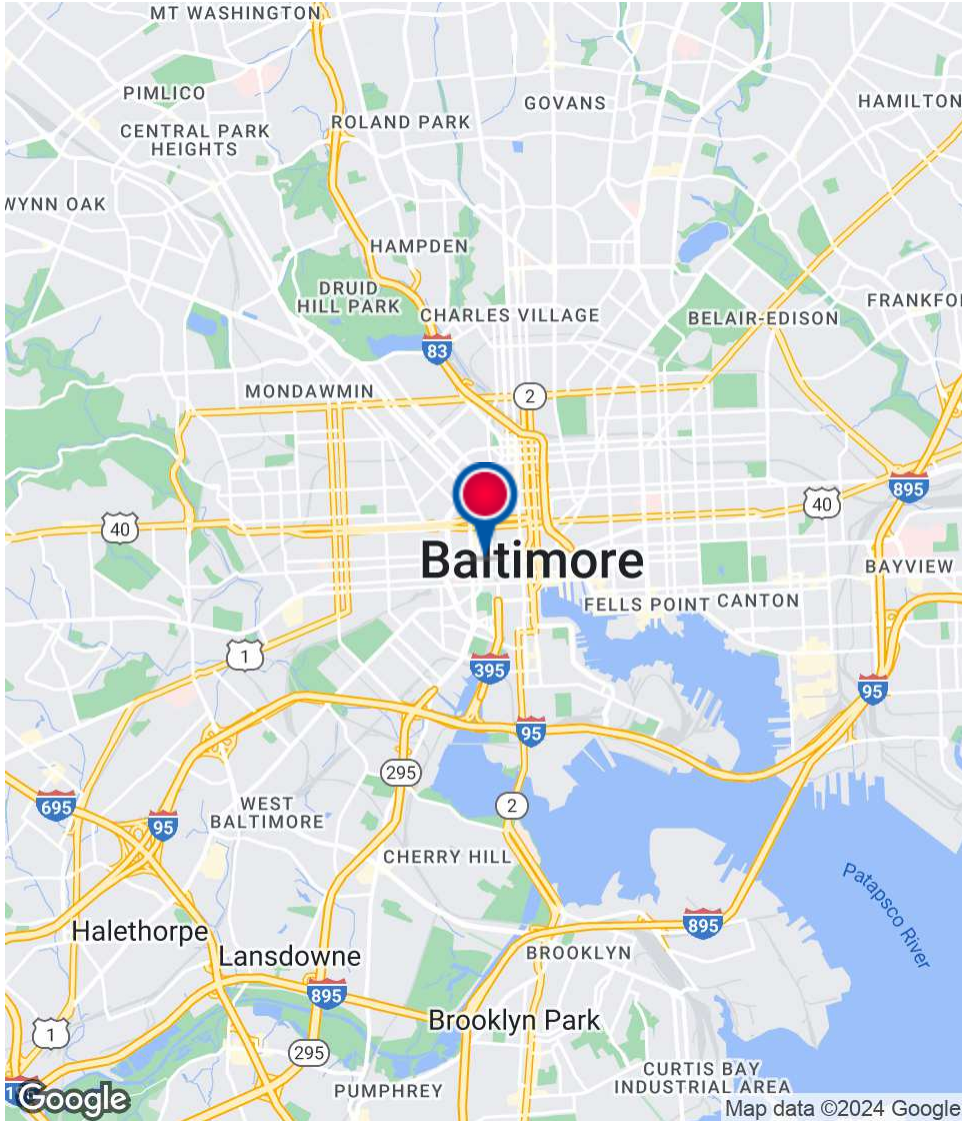 MT WASHINGTON
PIMLICO
GOVANS
HAMILTON
CENTRAL PARK
HEIGHTS
ROLAND PARK
WYNN OAK
HAMPDEN
DRUID
HILL PARK
CHARLES VILLAGE
BELAIR-EDISON
FRANKFO
83
MONDAWMIN
2
895
40
40
Baltimore
BAYVIEW
FELLS POINT
CANTON
1
395
95
95
295
695
2
95
WEST
BALTIMORE
CHERRY HILL
Patapsco River
895
Halethorpe
Lansdowne
BROOKLYN
895
Brooklyn Park
1
295
CURTIS BAY
INDUSTRIAL AREA
PUMPHREY
Google
Map data ©2024 Google